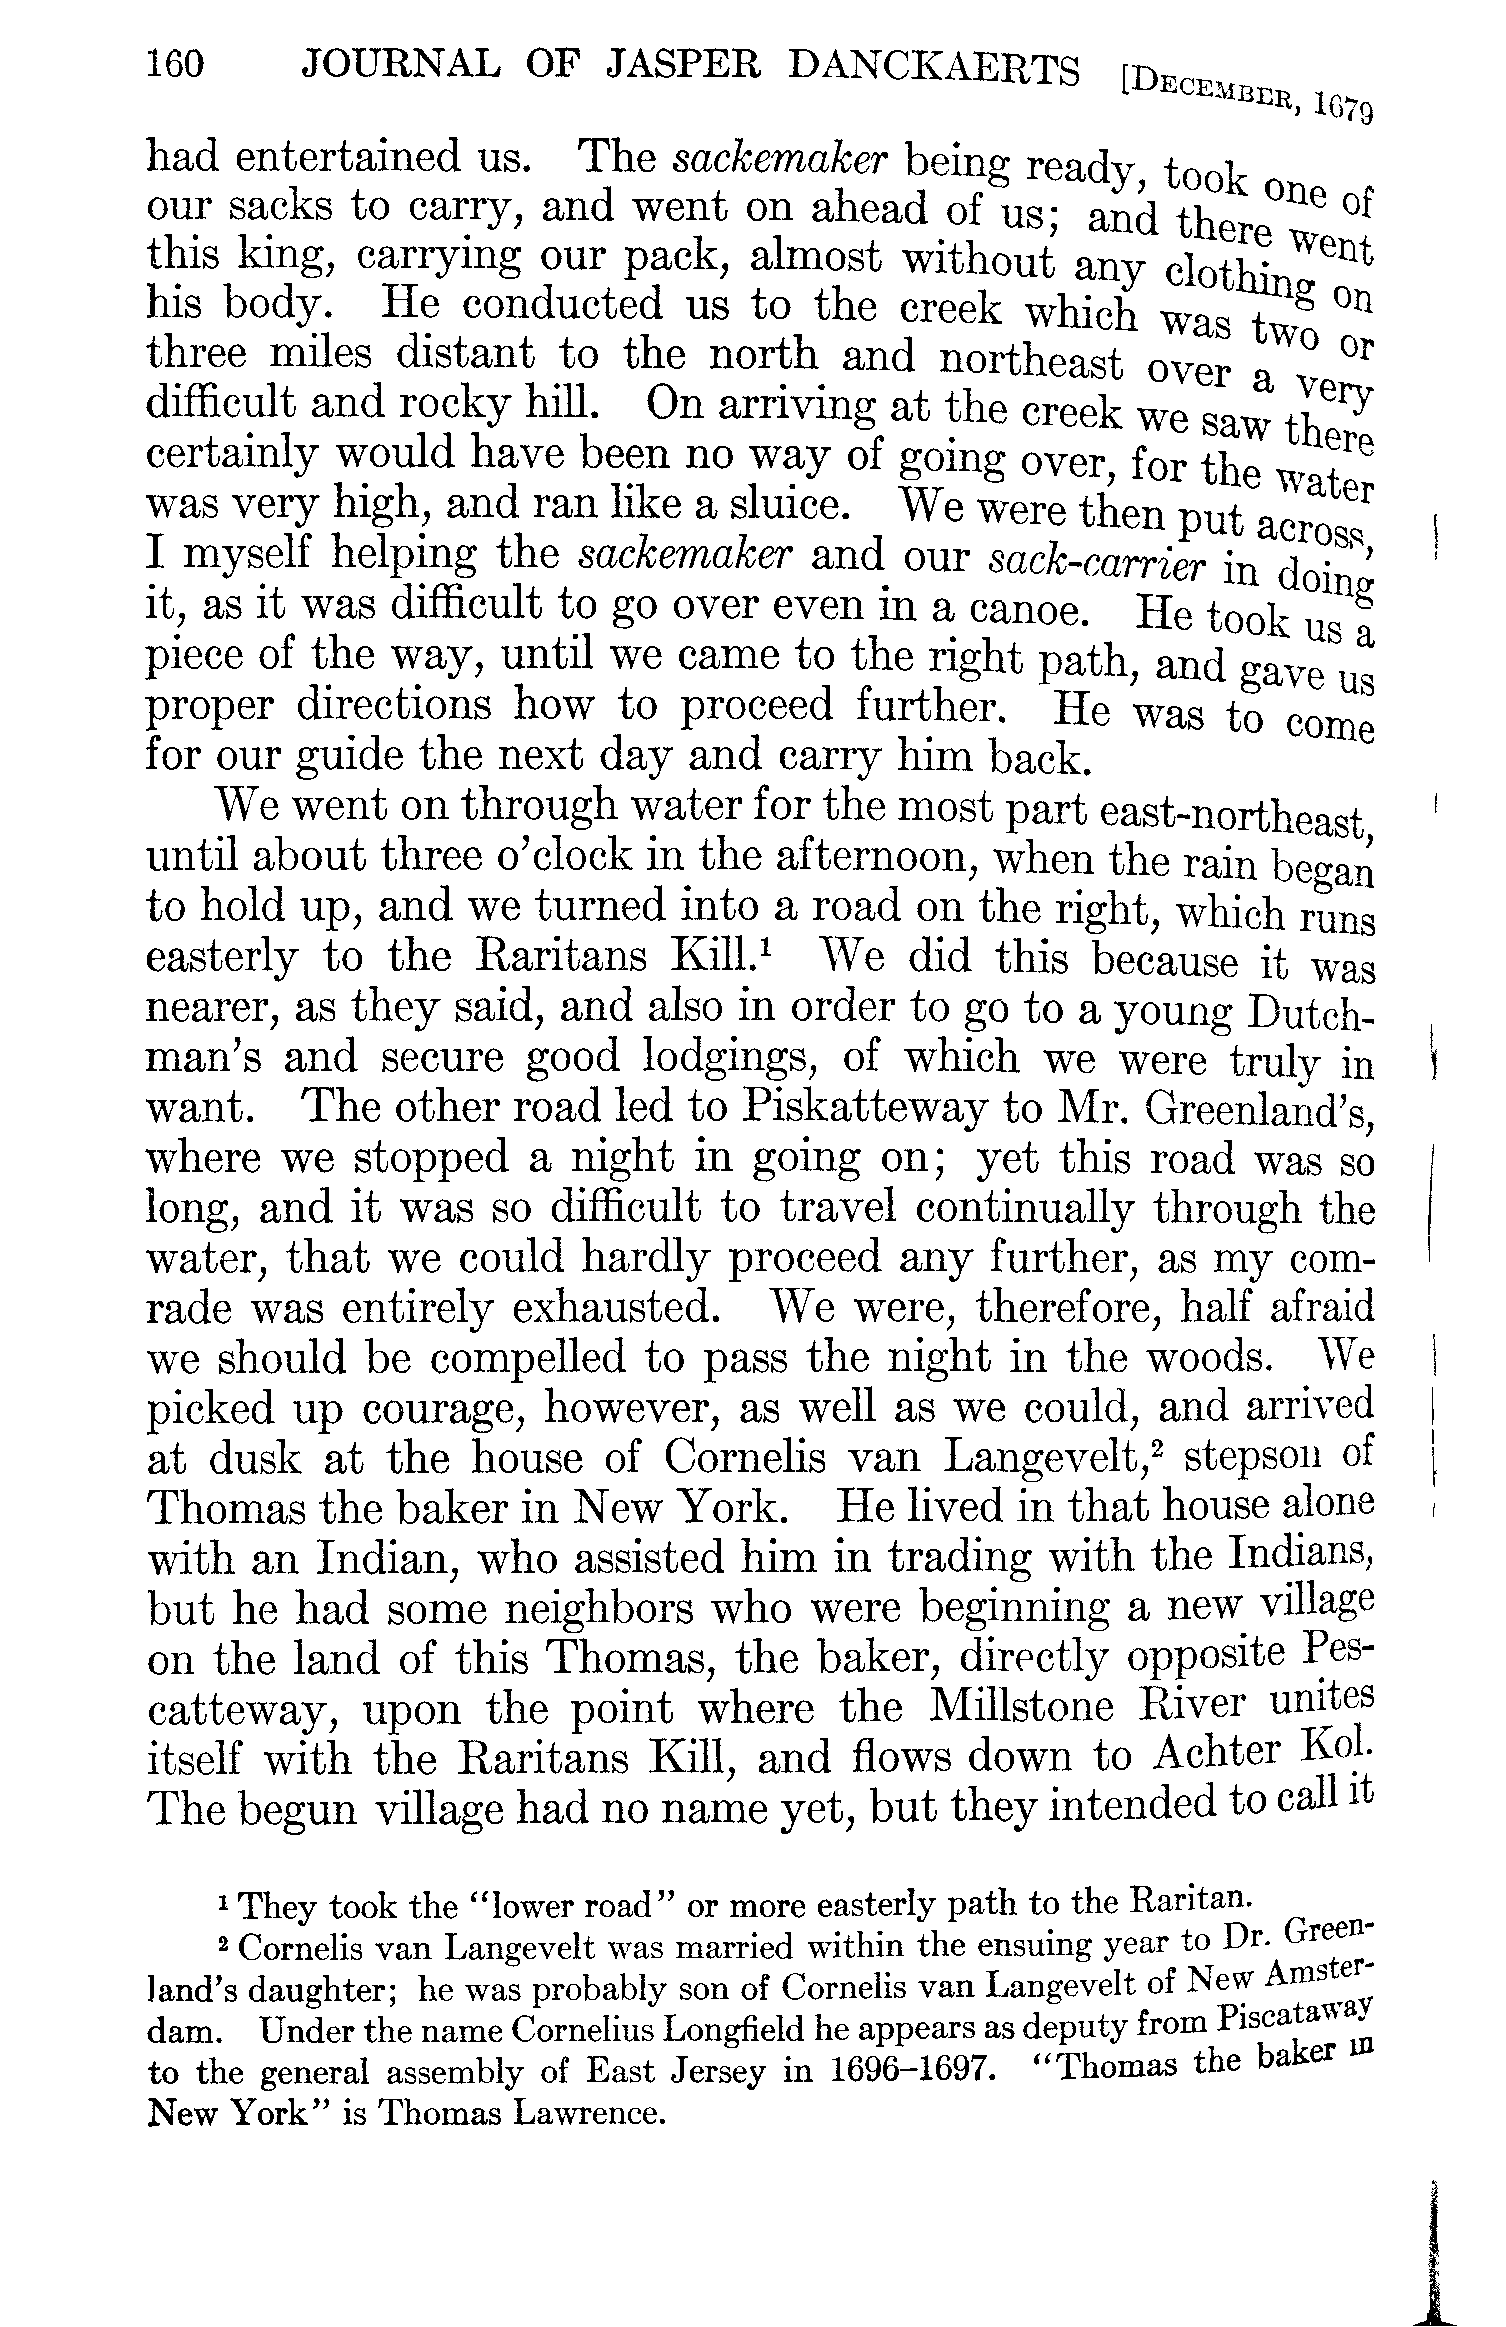 160 JOURNAL OF JASPER DANCKAERTS [DECEMBER, 1679
had entertained us. The sackemaker being ready, took one of
our sacks to carry, and went on ahead of us; and there went
this king, carrying our pack, almost without any clothing on
his body. He conducted us to the creek which was two or
three miles distant to the north and northeast over a very
difficult and rocky hill. On arriving at the creek we saw there
certainly would have been no way of going over, for the water
was very high, and ran like a sluice. We were then put across,
I myself helping the sackemaker and our sack-carrier in doing
it, as it was difficult to go over even in a canoe. He took us a
piece of the way, until we came to the right path, and gave us
proper directions how to proceed further. He was to come
for our guide the next day and carry him back.
We went on through water for the most part east-northeast,
until about three o'clock in the afternoon, when the rain began
to hold up, and we turned into a road on the right, which runs
easterly to the Raritans Kill.¹ We did this because it was
nearer, as they said, and also in order to go to a young Dutch-
man's and secure good lodgings, of which we were truly in
want. The other road led to Piskatteway to Mr. Greenland's,
where we stopped a night in going on; yet this road was so
long, and it was so difficult to travel continually through the
water, that we could hardly proceed any further, as my com-
rade was entirely exhausted. We were, therefore, half afraid
we should be compelled to pass the night in the woods. We
picked up courage, however, as well as we could, and arrived
at dusk at the house of Cornelis van Langevelt,² stepson of
Thomas the baker in New York. He lived in that house alone
with an Indian, who assisted him in trading with the Indians,
but he had some neighbors who were beginning a new village
on the land of this Thomas, the baker, directly opposite Pes-
catteway, upon the point where the Millstone River unites
itself with the Raritans Kill, and flows down to Achter Kol.
The begun village had no name yet, but they intended to call it
¹ They took the "lower road" or more easterly path to the Raritan.
² Cornelis van Langevelt was married within the ensuing year to Dr. Green-
land's daughter; he was probably son of Cornelis van Langevelt of New Amster-
dam. Under the name Cornelius Longfield he appears as deputy from Piscataway
to the general assembly of East Jersey in 1696–1697. "Thomas the baker in
New York" is Thomas Lawrence.